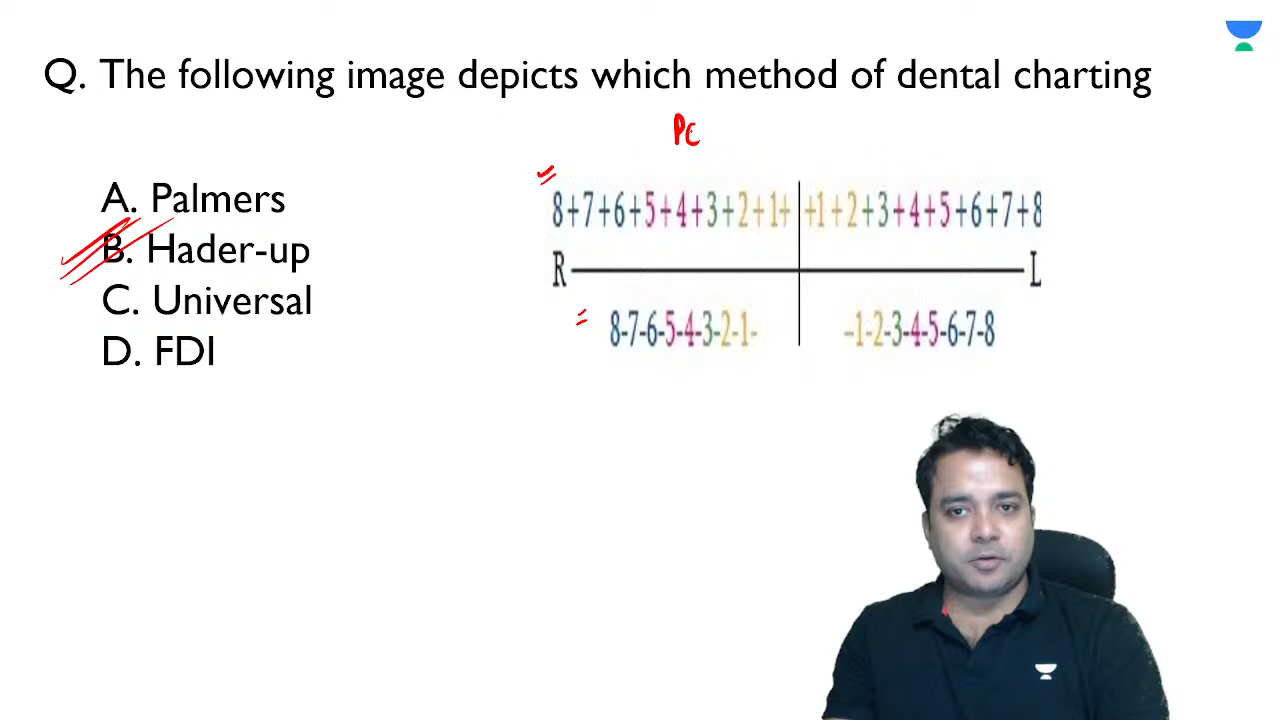 Q. The following image depicts which method of dental charting
PC
A. Palmers
B. Hader-up
C. Universal
D. FDI
8+7+6+5+4+3+2+1+ +1+2+3+4+5+6+7+8
R L
8-7-6-5-4-3-2-1- -1-2-3-4-5-6-7-8